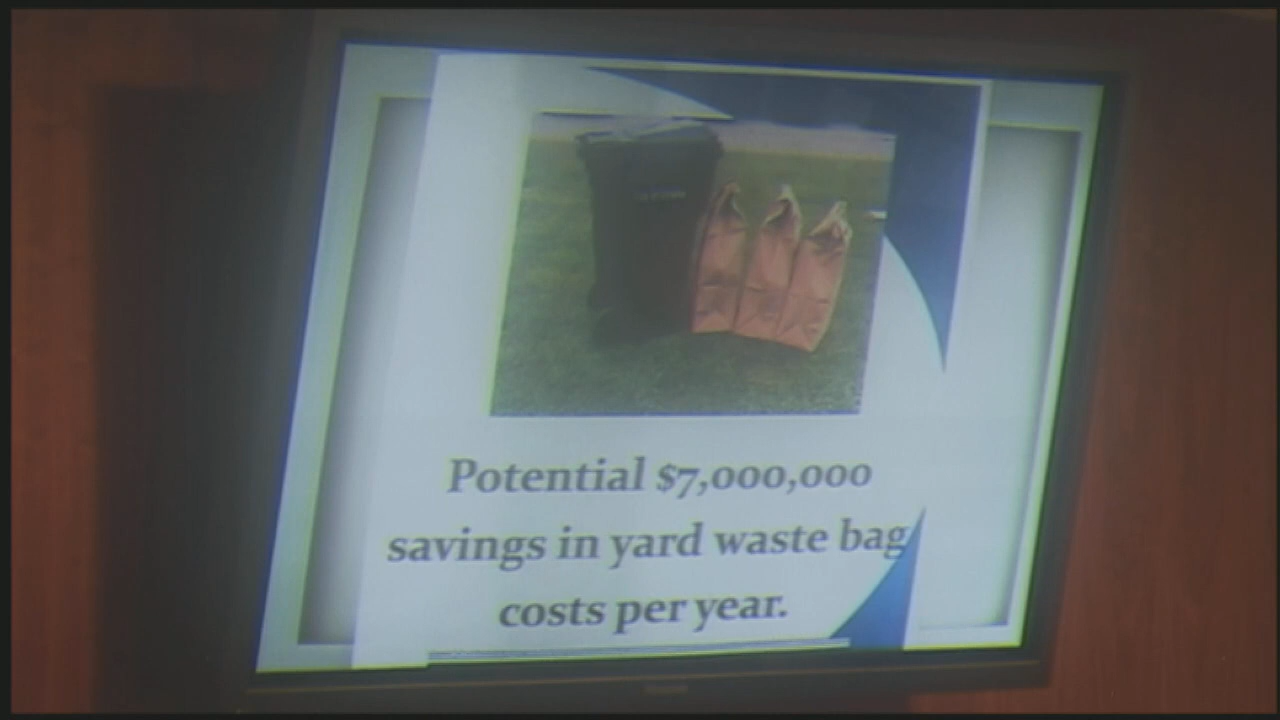 Potential $7,000,000
savings in yard waste bag
costs per year.